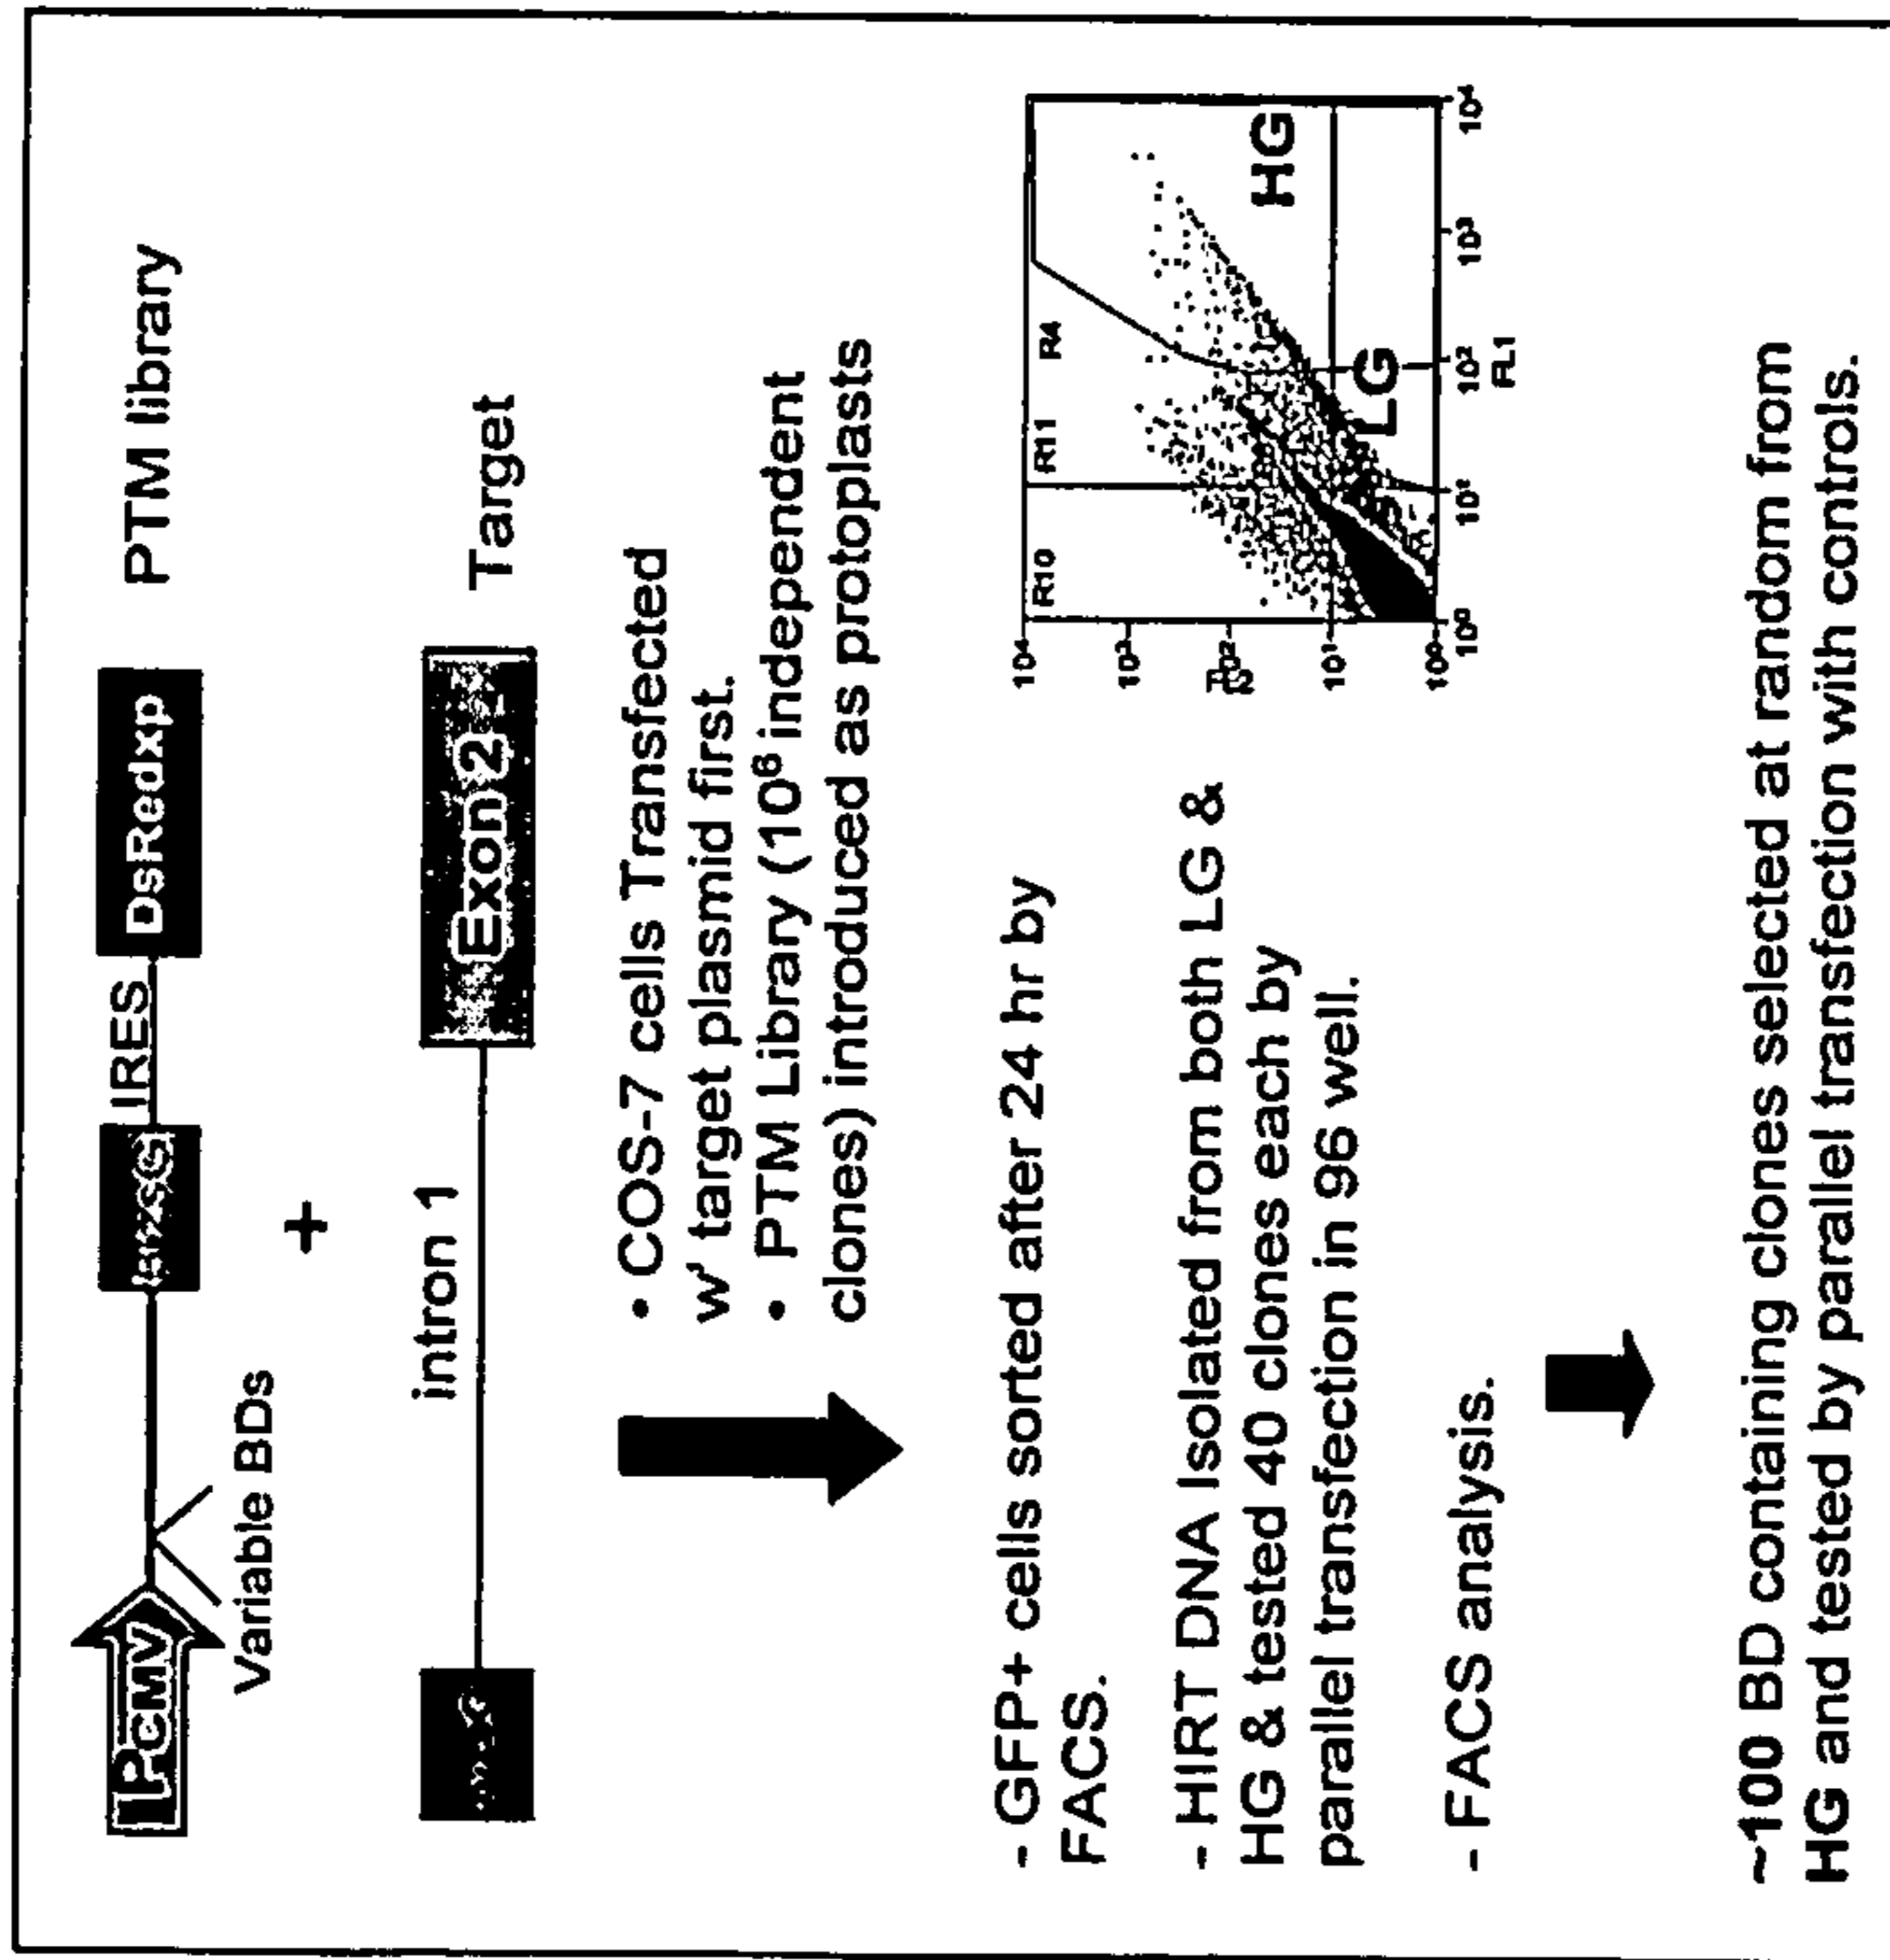 PCMV
IRES
DsRedxp
PTM library
Variable BDs
+
intron 1
Exon 2
Target
• COS-7 cells Transfected
w' target plasmid first.
• PTM Library (10⁶ independent
clones) introduced as protoplasts
- GFP+ cells sorted after 24 hr by
FACS.
- HIRT DNA Isolated from both LG &
HG & tested 40 clones each by
parallel transfection in 96 well.
- FACS analysis.
10⁴
10³
10²
10¹
10⁰
R10
R11
R4
HG
LG
10⁰
10¹
10²
10³
FL1
~100 BD containing clones selected at random from
HG and tested by parallel transfection with controls.